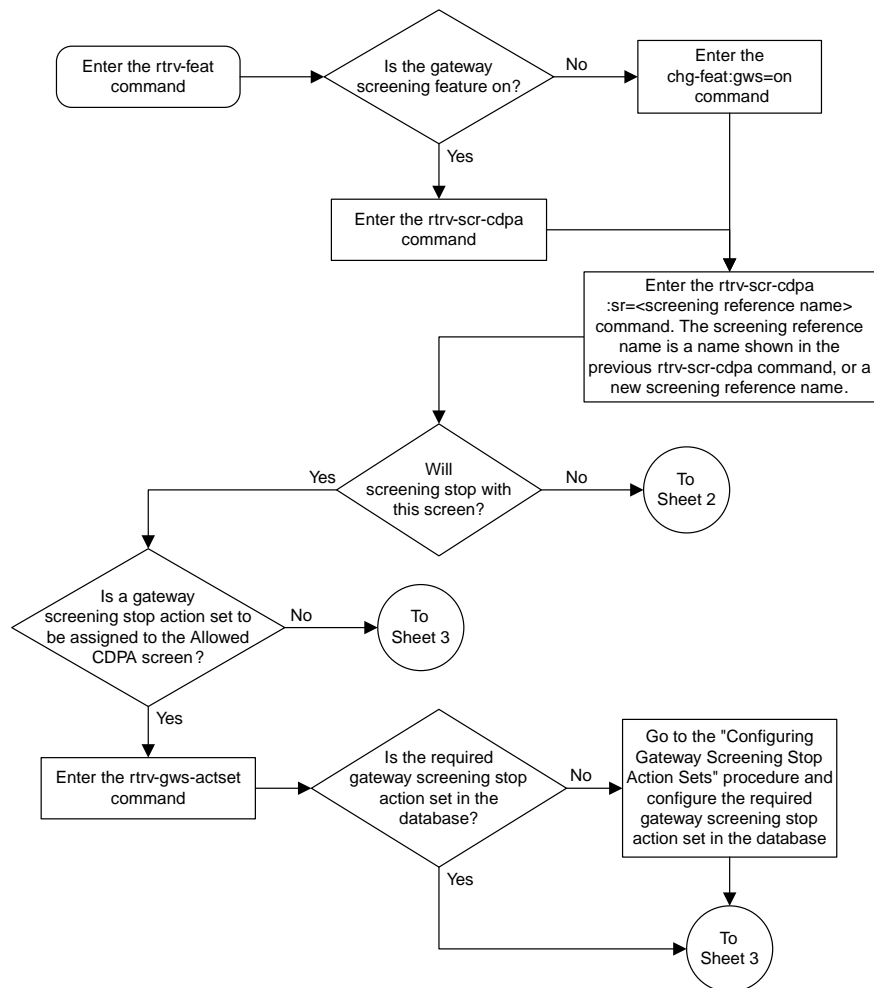 Enter the rtrv-feat
command
Is the gateway
screening feature on?
No
Enter the
chg-feat:gws=on
command
Yes
Enter the rtrv-scr-cdpa
command
Enter the rtrv-scr-cdpa
:sr=<screening reference name>
command. The screening reference
name is a name shown in the
previous rtrv-scr-cdpa command, or a
new screening reference name.
Yes
Will
screening stop with
this screen?
No
To
Sheet 2
Is a gateway
screening stop action set to
be assigned to the Allowed
CDPA screen?
No
To
Sheet 3
Yes
Enter the rtrv-gws-actset
command
Is the required
gateway screening stop
action set in the
database?
No
Go to the "Configuring
Gateway Screening Stop
Action Sets" procedure and
configure the required
gateway screening stop
action set in the database
Yes
To
Sheet 3